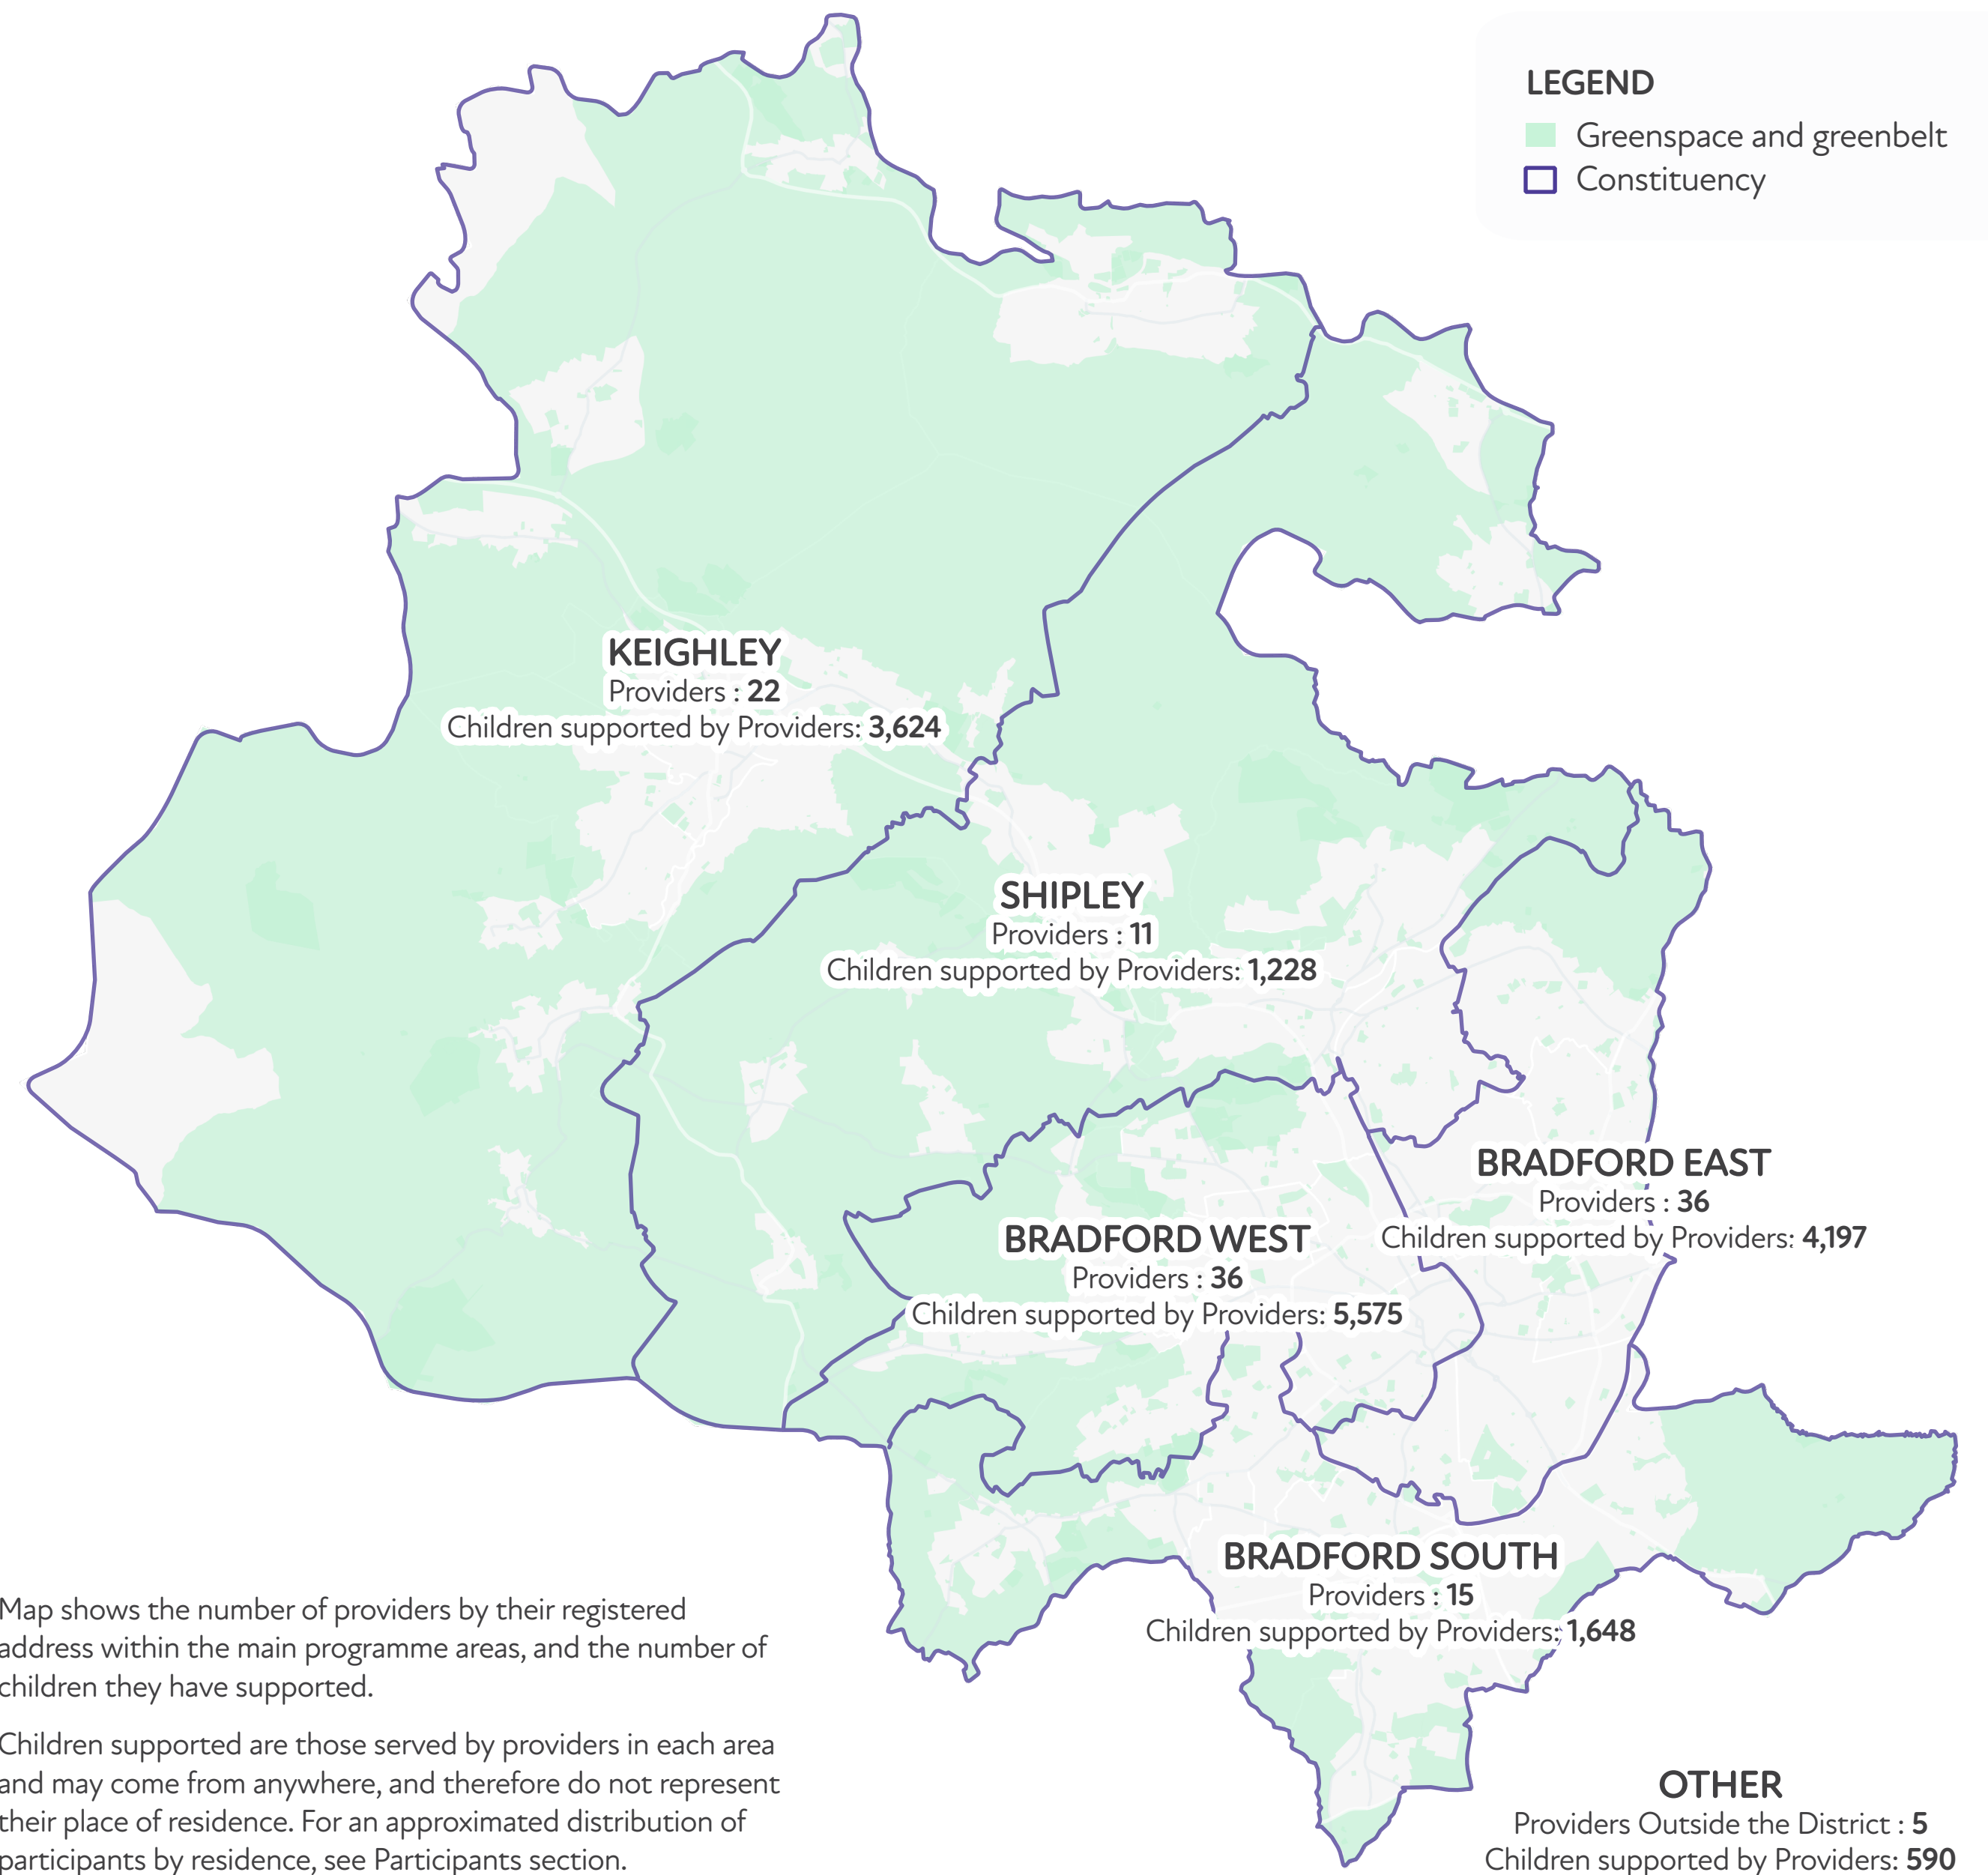 LEGEND
Greenspace and greenbelt
Constituency
KEIGHLEY
Providers : 22
Children supported by Providers: 3,624
SHIPLEY
Providers : 11
Children supported by Providers: 1,228
BRADFORD EAST
Providers : 36
Children supported by Providers: 4,197
BRADFORD WEST
Providers : 36
Children supported by Providers: 5,575
BRADFORD SOUTH
Providers : 15
Children supported by Providers: 1,648
Map shows the number of providers by their registered
address within the main programme areas, and the number of
children they have supported.
Children supported are those served by providers in each area
and may come from anywhere, and therefore do not represent
their place of residence. For an approximated distribution of
participants by residence, see Participants section.
OTHER
Providers Outside the District : 5
Children supported by Providers: 590